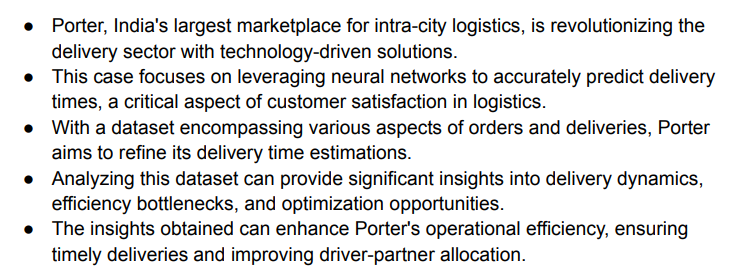 ● Porter, India's largest marketplace for intra-city logistics, is revolutionizing the
delivery sector with technology-driven solutions.
● This case focuses on leveraging neural networks to accurately predict delivery
times, a critical aspect of customer satisfaction in logistics.
● With a dataset encompassing various aspects of orders and deliveries, Porter
aims to refine its delivery time estimations.
● Analyzing this dataset can provide significant insights into delivery dynamics,
efficiency bottlenecks, and optimization opportunities.
● The insights obtained can enhance Porter's operational efficiency, ensuring
timely deliveries and improving driver-partner allocation.